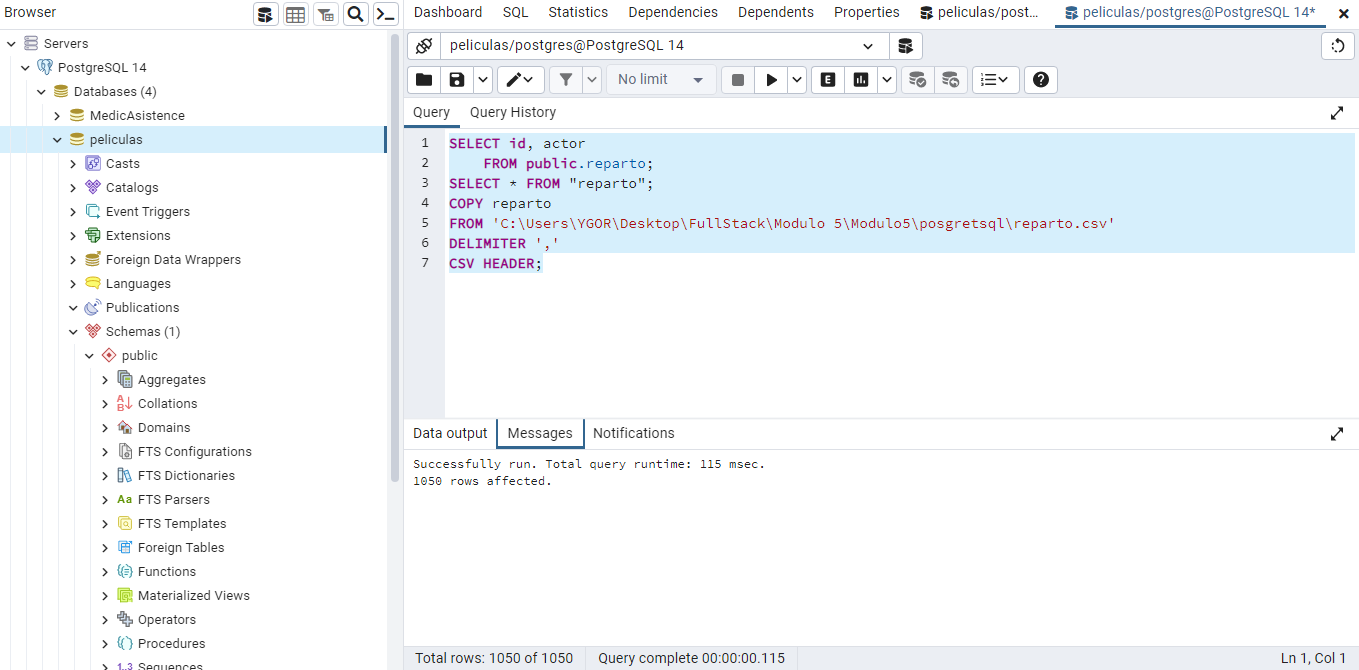 Browser
Dashboard SQL Statistics Dependencies Dependents Properties peliculas/post... peliculas/postgres@PostgreSQL 14*
Servers
PostgreSQL 14
Databases (4)
MedicAsistence
peliculas
Casts
Catalogs
Event Triggers
Extensions
Foreign Data Wrappers
Languages
Publications
Schemas (1)
public
Aggregates
Collations
Domains
FTS Configurations
FTS Dictionaries
Aa FTS Parsers
FTS Templates
Foreign Tables
Functions
Materialized Views
Operators
Procedures
1..3 Sequences
peliculas/postgres@PostgreSQL 14
No limit E
Query Query History
1 SELECT id, actor
2 FROM public.reparto;
3 SELECT * FROM "reparto";
4 COPY reparto
5 FROM 'C:\Users\YGOR\Desktop\FullStack\Modulo 5\Modulo5\posgretsql\reparto.csv'
6 DELIMITER ','
7 CSV HEADER;
Data output Messages Notifications
Successfully run. Total query runtime: 115 msec.
1050 rows affected.
Total rows: 1050 of 1050 Query complete 00:00:00.115 Ln 1, Col 1